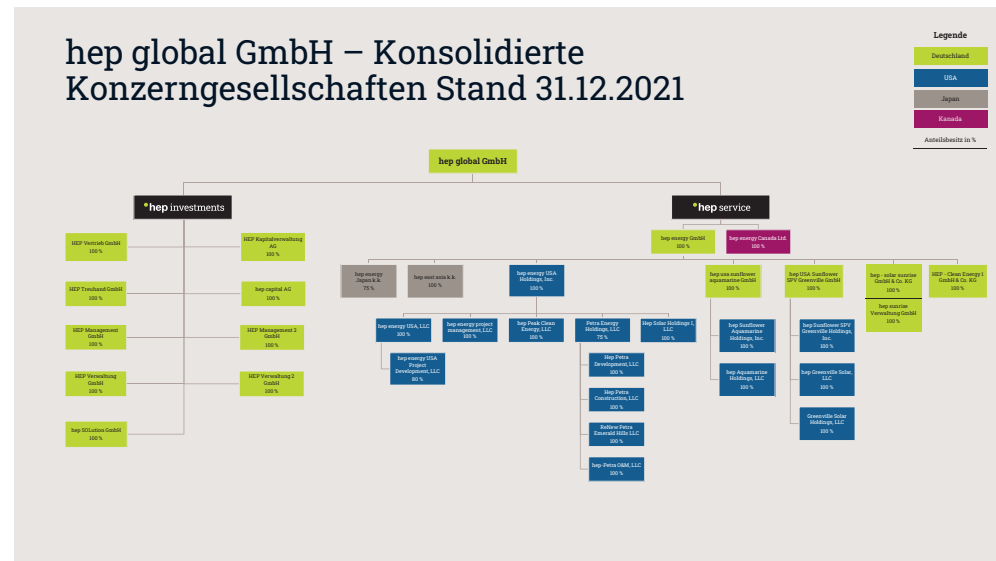 hep global GmbH – Konsolidierte
Konzerngesellschaften Stand 31.12.2021
Legende
Deutschland
USA
Japan
Kanada
Anteilsbesitz in %
hep global GmbH
hep investments
hep service
HEP Vertrieb GmbH
100 %
HEP Kapitalverwaltung
AG
100 %
HEP Treuhand GmbH
100 %
hep capital AG
100 %
HEP Management
GmbH
100 %
HEP Management 2
GmbH
100 %
HEP Verwaltung
GmbH
100 %
HEP Verwaltung 2
GmbH
100 %
hep SOLution GmbH
100 %
hep energy GmbH
100 %
hep energy Canada Ltd.
100 %
hep energy
Japan k.k.
75 %
hep east asia k.k.
100 %
hep energy USA
Holdings, Inc.
100 %
hep usa sunflower
aquamarine GmbH
100 %
hep USA Sunflower
SPV Greenville GmbH
100 %
hep - solar sunrise
GmbH & Co. KG
100 %
hep sunrise
Verwaltung GmbH
100 %
HEP - Clean Energy 1
GmbH & Co. KG
100 %
hep energy USA, LLC
100 %
hep energy project
management, LLC
100 %
hep Peak Clean
Energy, LLC
100 %
Petra Energy
Holdings, LLC
75 %
Hep Solar Holdings 1,
LLC
100 %
hep energy USA
Project
Development, LLC
80 %
Hep Petra
Development, LLC
100 %
Hep Petra
Construction, LLC
100 %
ReNew Petra
Emerald Hills LLC
100 %
hep-Petra O&M, LLC
100 %
hep Sunflower
Aquamarine
Holdings, Inc.
100 %
hep Aquamarine
Holdings, LLC
100 %
hep Sunflower SPV
Greenville Holdings,
Inc.
100 %
hep Greenville Solar,
LLC
100 %
Greenville Solar
Holdings, LLC
100 %